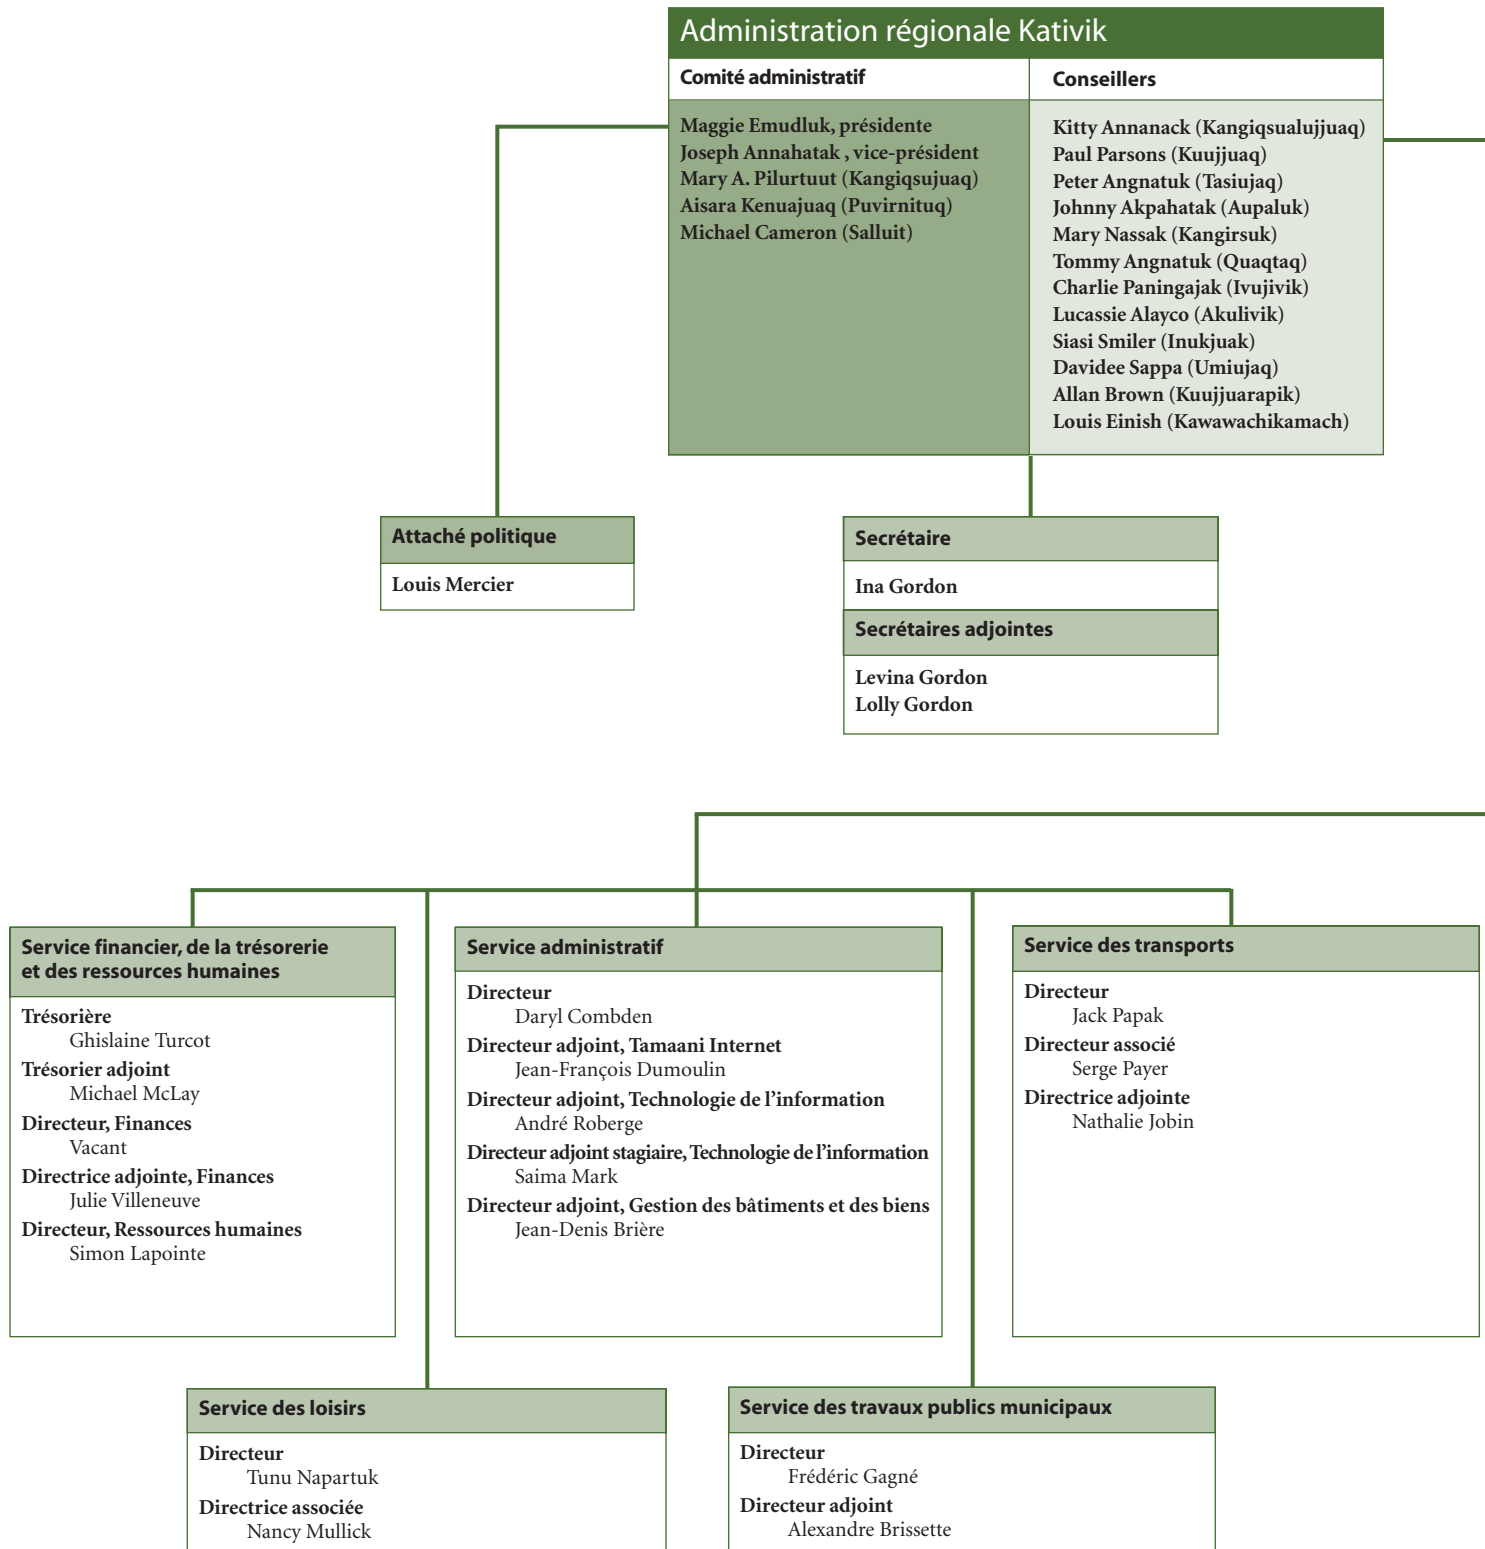 Administration régionale Kativik
Comité administratif
Maggie Emudluk, présidente
Joseph Annahatak , vice-président
Mary A. Pilurtuut (Kangiqsujuaq)
Aisara Kenuajuaq (Puvirnituq)
Michael Cameron (Salluit)
Conseillers
Kitty Annanack (Kangiqsualujjuaq)
Paul Parsons (Kuujjuaq)
Peter Angnatuk (Tasiujaq)
Johnny Akpahatak (Aupaluk)
Mary Nassak (Kangirsuk)
Tommy Angnatuk (Quaqtaq)
Charlie Paningajak (Ivujivik)
Lucassie Alayco (Akulivik)
Siasi Smiler (Inukjuak)
Davidee Sappa (Umiujaq)
Allan Brown (Kuujjuarapik)
Louis Einish (Kawawachikamach)
Attaché politique
Louis Mercier
Secrétaire
Ina Gordon
Secrétaires adjointes
Levina Gordon
Lolly Gordon
Service financier, de la trésorerie
et des ressources humaines
Trésorière
Ghislaine Turcot
Trésorier adjoint
Michael McLay
Directeur, Finances
Vacant
Directrice adjointe, Finances
Julie Villeneuve
Directeur, Ressources humaines
Simon Lapointe
Service administratif
Directeur
Daryl Combden
Directeur adjoint, Tamaani Internet
Jean-François Dumoulin
Directeur adjoint, Technologie de l'information
André Roberge
Directeur adjoint stagiaire, Technologie de l'information
Saima Mark
Directeur adjoint, Gestion des bâtiments et des biens
Jean-Denis Brière
Service des transports
Directeur
Jack Papak
Directeur associé
Serge Payer
Directrice adjointe
Nathalie Jobin
Service des loisirs
Directeur
Tunu Napartuk
Directrice associée
Nancy Mullick
Service des travaux publics municipaux
Directeur
Frédéric Gagné
Directeur adjoint
Alexandre Brissette